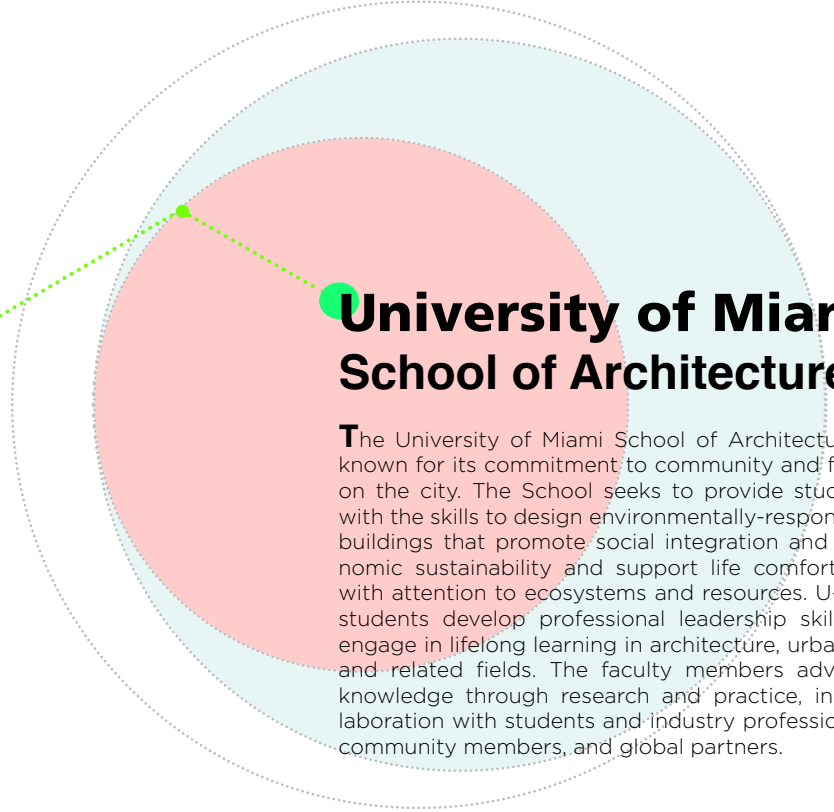 University of Miam
School of Architecture
The University of Miami School of Architectu
known for its commitment to community and f
on the city. The School seeks to provide stud
with the skills to design environmentally-respon
buildings that promote social integration and
nomic sustainability and support life comfort
with attention to ecosystems and resources. U-
students develop professional leadership skil
engage in lifelong learning in architecture, urba
and related fields. The faculty members adv
knowledge through research and practice, in
laboration with students and industry professio
community members, and global partners.